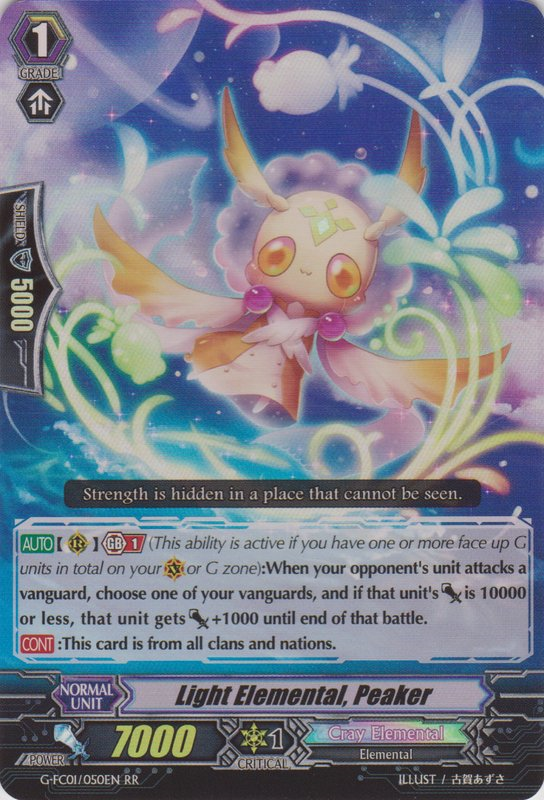 1
GRADE
SHIELD
5000
Strength is hidden in a place that cannot be seen.
AUTO【 R 】GB 1 (This ability is active if you have one or more face up G
units in total on your V or G zone):When your opponent's unit attacks a
vanguard, choose one of your vanguards, and if that unit's is 10000
or less, that unit gets +1000 until end of that battle.
CONT :This card is from all clans and nations.
NORMAL
UNIT
Light Elemental, Peaker
POWER
7000
1
CRITICAL
Cray Elemental
Elemental
G-FC01/050EN RR
ILLUST / 古賀あずさ